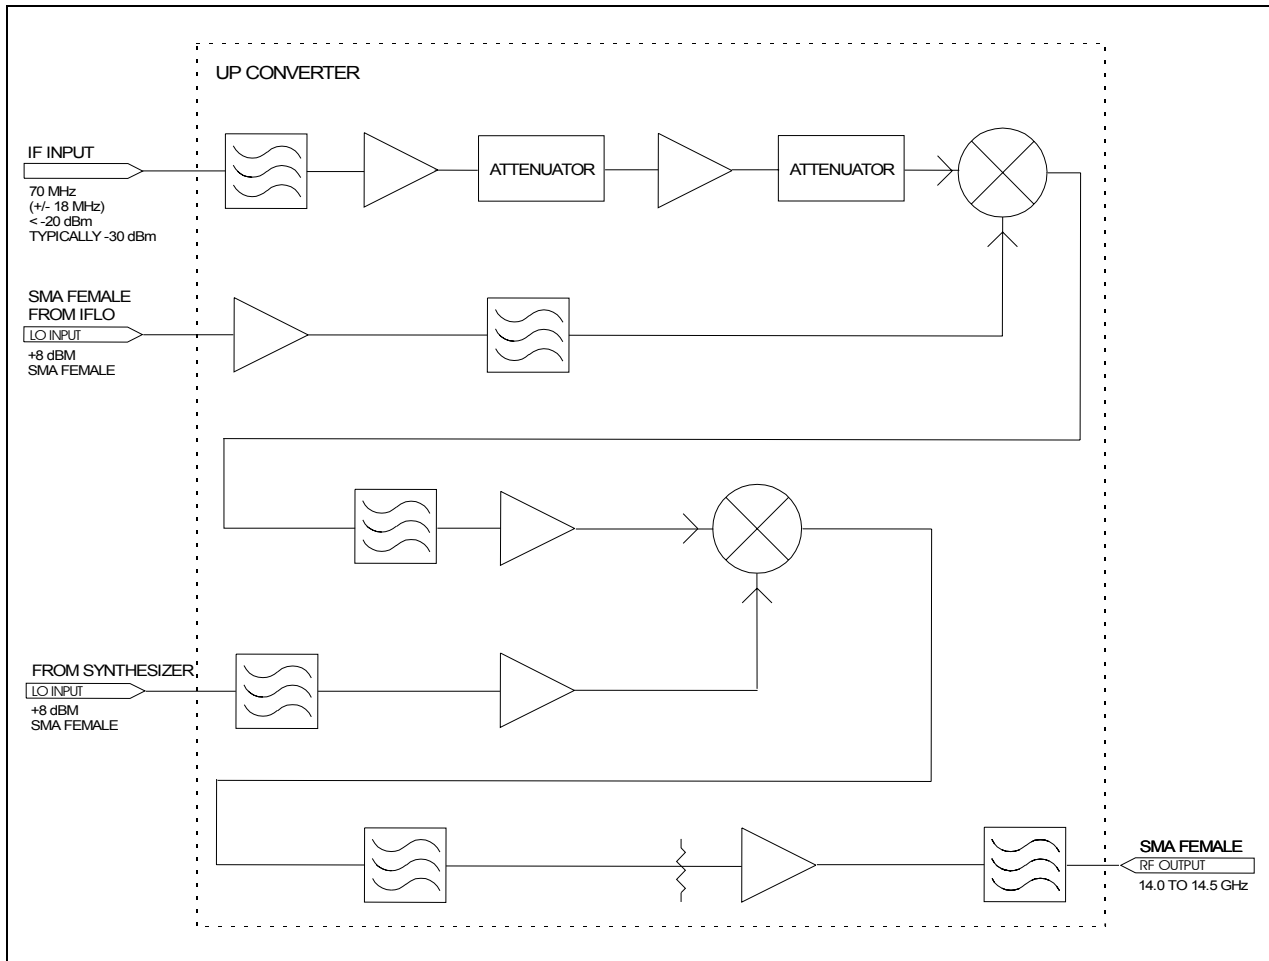 UP CONVERTER
IF INPUT
70 MHz
(+/- 18 MHz)
< -20 dBm
TYPICALLY -30 dBm
ATTENUATOR
ATTENUATOR
SMA FEMALE
FROM IFLO
LO INPUT
+8 dBM
SMA FEMALE
FROM SYNTHESIZER
LO INPUT
+8 dBM
SMA FEMALE
SMA FEMALE
RF OUTPUT
14.0 TO 14.5 GHz